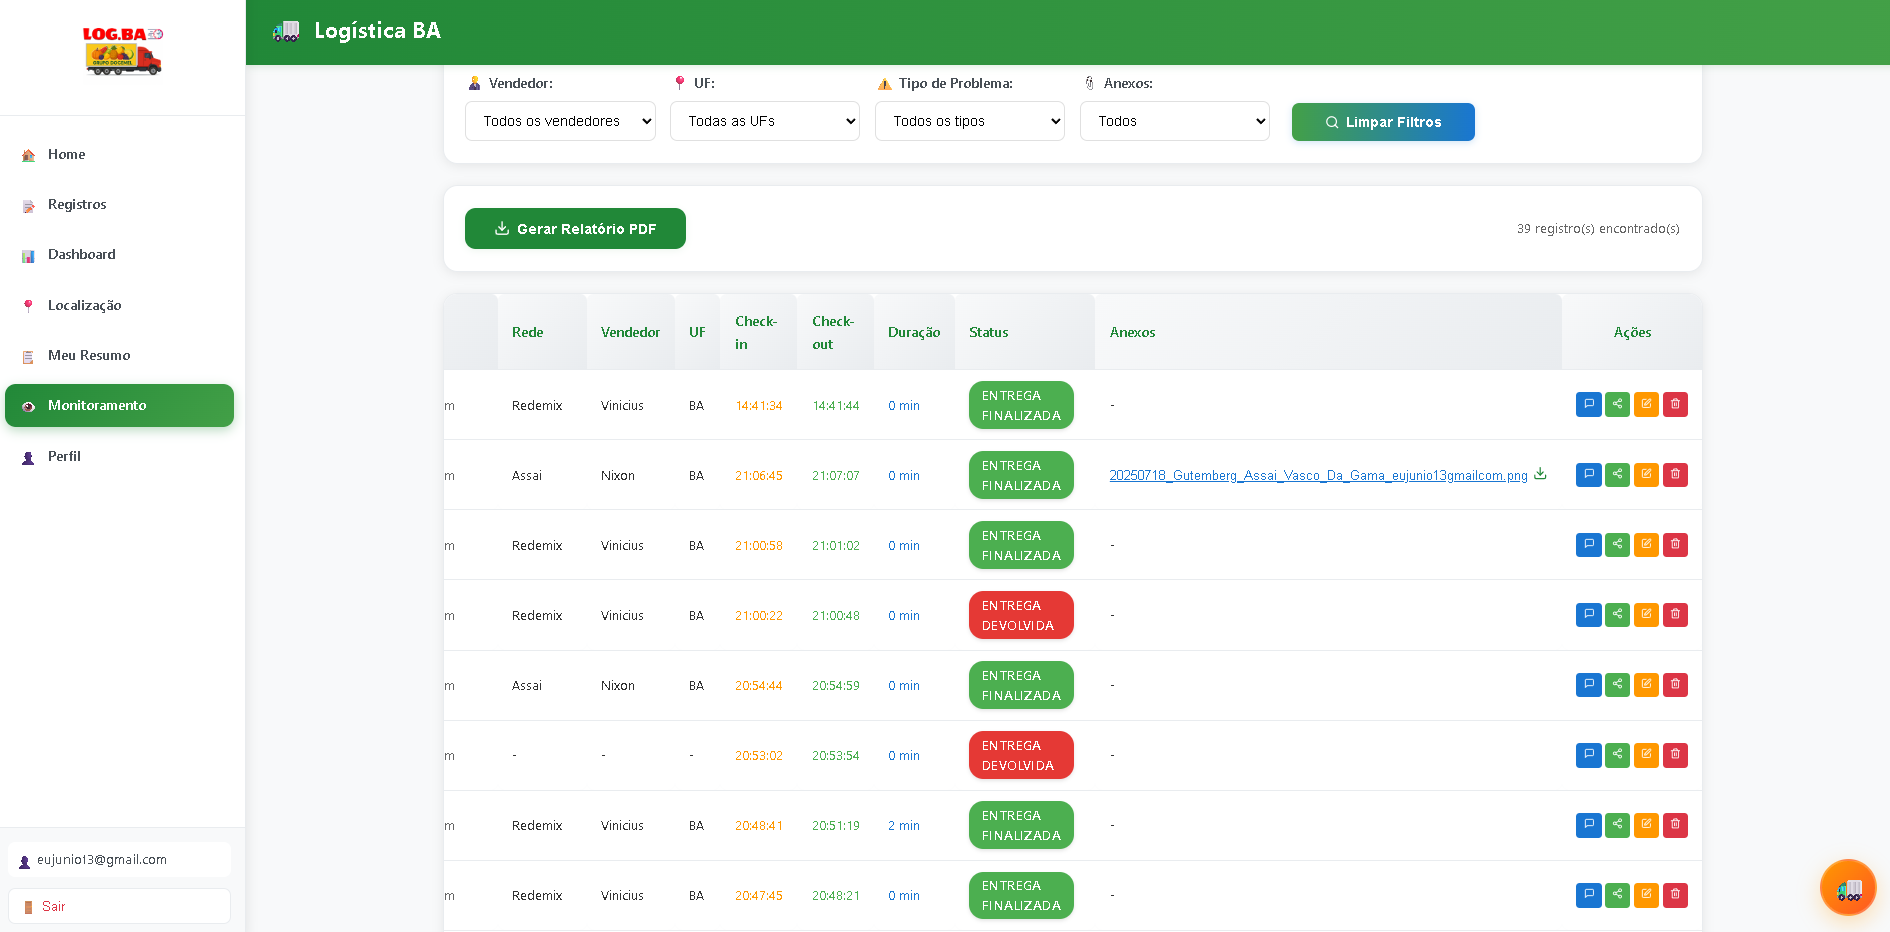 LOG.BA
GRUPO DOCEMEL
Home
Registros
Dashboard
Localização
Meu Resumo
Monitoramento
Perfil
eujunio13@gmail.com
Sair
Logística BA
Vendedor: UF: Tipo de Problema: Anexos:
Todos os vendedores Todas as UFs Todos os tipos Todos Limpar Filtros
Gerar Relatório PDF 39 registro(s) encontrado(s)
Rede Vendedor UF Check-in Check-out Duração Status Anexos Ações
m Redemix Vinicius BA 14:41:34 14:41:44 0 min ENTREGA FINALIZADA -
m Assai Nixon BA 21:06:45 21:07:07 0 min ENTREGA FINALIZADA 20250718_Gutemberg_Assai_Vasco_Da_Gama_eujunio13gmailcom.png
m Redemix Vinicius BA 21:00:58 21:01:02 0 min ENTREGA FINALIZADA -
m Redemix Vinicius BA 21:00:22 21:00:48 0 min ENTREGA DEVOLVIDA -
m Assai Nixon BA 20:54:44 20:54:59 0 min ENTREGA FINALIZADA -
m - - - 20:53:02 20:53:54 0 min ENTREGA DEVOLVIDA -
m Redemix Vinicius BA 20:48:41 20:51:19 2 min ENTREGA FINALIZADA -
m Redemix Vinicius BA 20:47:45 20:48:21 0 min ENTREGA FINALIZADA -